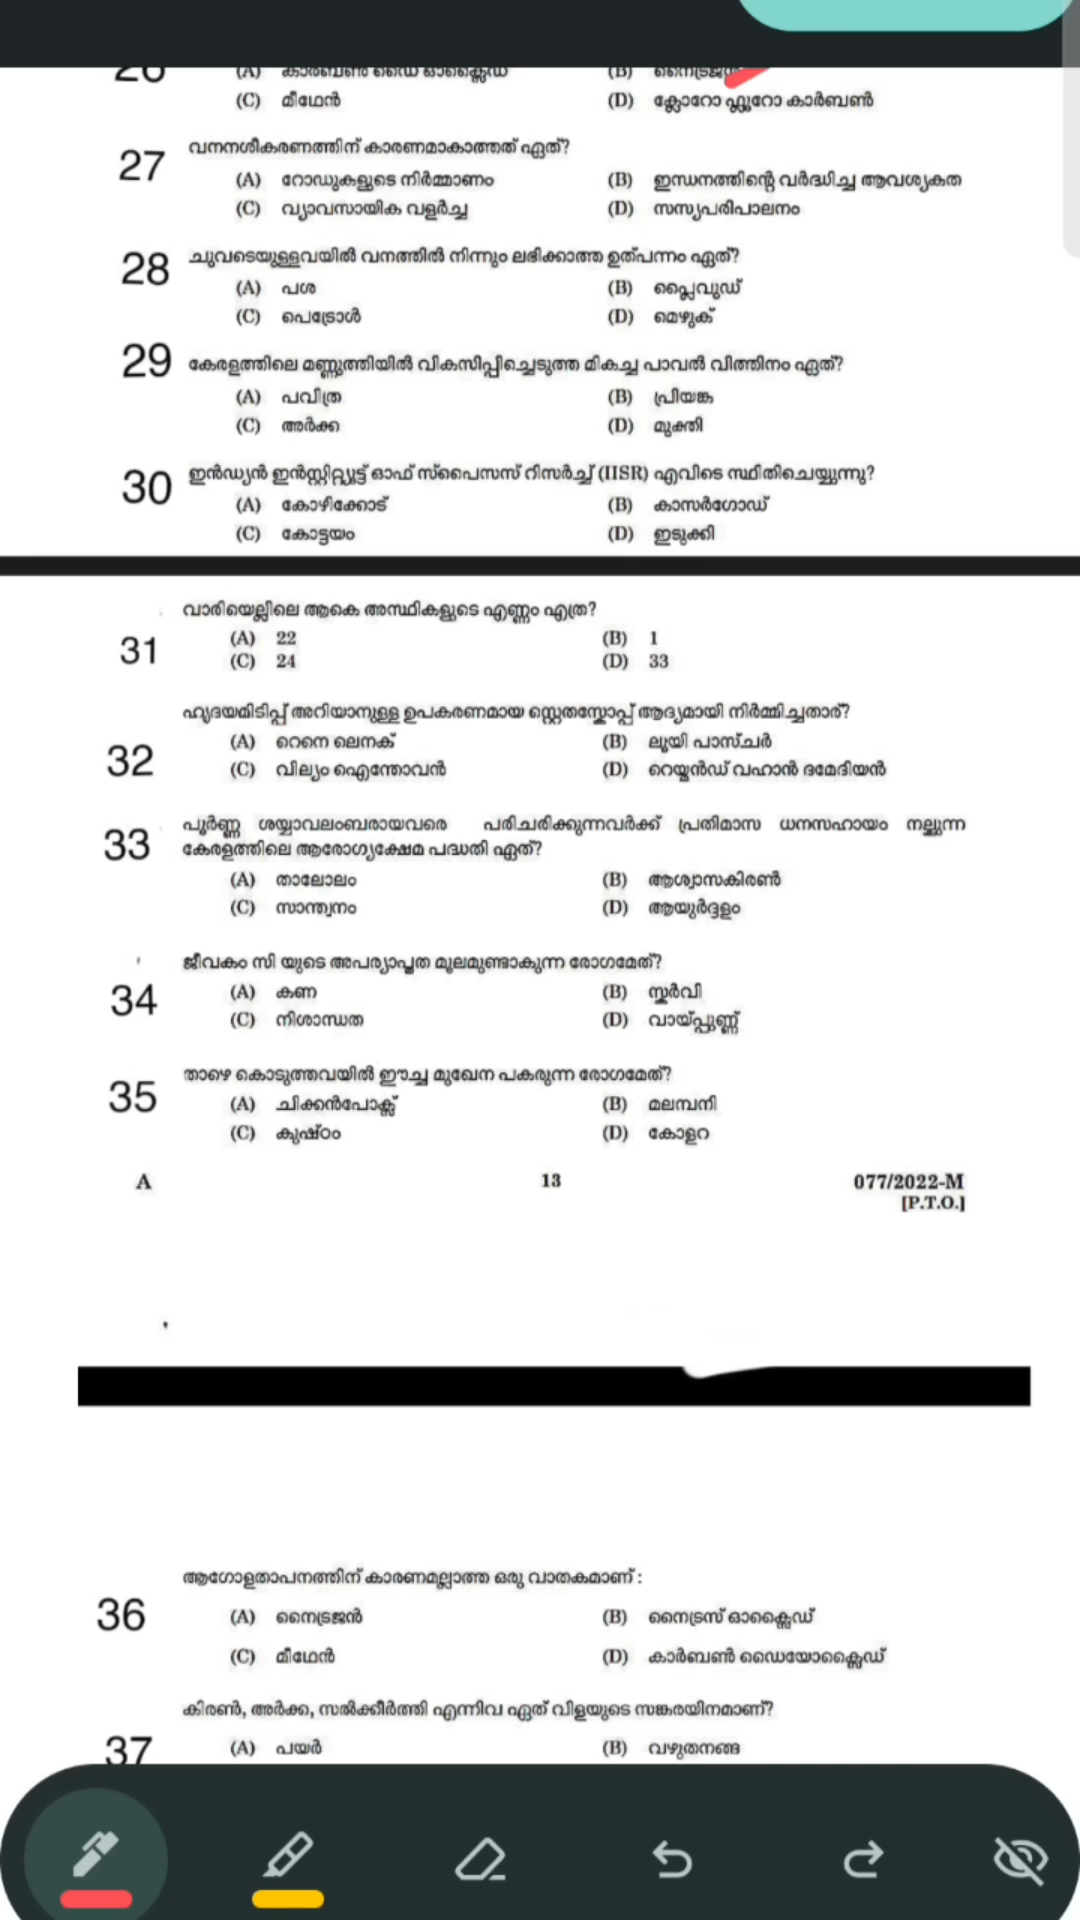 26 (A) കാർബൺ ഡൈ ഓക്സൈഡ് (B) നൈട്രജൻ
(C) മീഥേൻ (D) ക്ലോറോ ഫ്ലൂറോ കാർബൺ
27 വനനശീകരണത്തിന് കാരണമാകാത്തത് ഏത്?
(A) റോഡുകളുടെ നിർമ്മാണം (B) ഇന്ധനത്തിന്റെ വർദ്ധിച്ച ആവശ്യകത
(C) വ്യാവസായിക വളർച്ച (D) സസ്യപരിപാലനം
28 ചുവടെയുള്ളവയിൽ വനത്തിൽ നിന്നും ലഭിക്കാത്ത ഉത്പന്നം ഏത്?
(A) പശ (B) പ്ലൈവുഡ്
(C) പെട്രോൾ (D) മെഴുക്
29 കേരളത്തിലെ മണ്ണുത്തിയിൽ വികസിപ്പിച്ചെടുത്ത മികച്ച പാവൽ വിത്തിനം ഏത്?
(A) പവിത്ര (B) പ്രിയങ്ക
(C) അർക്ക (D) മുക്തി
30 ഇൻഡ്യൻ ഇൻസ്റ്റിറ്റ്യൂട്ട് ഓഫ് സ്പൈസസ് റിസർച്ച് (IISR) എവിടെ സ്ഥിതിചെയ്യുന്നു?
(A) കോഴിക്കോട് (B) കാസർഗോഡ്
(C) കോട്ടയം (D) ഇടുക്കി
31 വാരിയെല്ലിലെ ആകെ അസ്ഥികളുടെ എണ്ണം എത്ര?
(A) 22 (B) 1
(C) 24 (D) 33
32 ഹൃദയമിടിപ്പ് അറിയാനുള്ള ഉപകരണമായ സ്റ്റെതസ്കോപ്പ് ആദ്യമായി നിർമ്മിച്ചതാര്?
(A) റെനെ ലെനക് (B) ലൂയി പാസ്ചർ
(C) വില്യം ഐന്തോവൻ (D) റെയ്മൻഡ് വഹാൻ ദമേദിയൻ
33 പൂർണ്ണ ശയ്യാവലംബരായവരെ പരിചരിക്കുന്നവർക്ക് പ്രതിമാസ ധനസഹായം നല്കുന്ന
കേരളത്തിലെ ആരോഗ്യക്ഷേമ പദ്ധതി ഏത്?
(A) താലോലം (B) ആശ്വാസകിരൺ
(C) സാന്ത്വനം (D) ആയുർദ്ദളം
34 ജീവകം സി യുടെ അപര്യാപ്തത മൂലമുണ്ടാകുന്ന രോഗമേത്?
(A) കണ (B) സ്കർവി
(C) നിശാന്ധത (D) വായ്പ്പുണ്ണ്
35 താഴെ കൊടുത്തവയിൽ ഈച്ച മുഖേന പകരുന്ന രോഗമേത്?
(A) ചിക്കൻപോക്സ് (B) മലമ്പനി
(C) കുഷ്ഠം (D) കോളറ
A 13 077/2022-M
[P.T.O.]
36 ആഗോളതാപനത്തിന് കാരണമല്ലാത്ത ഒരു വാതകമാണ് :
(A) നൈട്രജൻ (B) നൈട്രസ് ഓക്സൈഡ്
(C) മീഥേൻ (D) കാർബൺ ഡൈയോക്സൈഡ്
37 കിരൺ, അർക്ക, സൽക്കീർത്തി എന്നിവ ഏത് വിളയുടെ സങ്കരയിനമാണ്?
(A) പയർ (B) വഴുതനങ്ങ